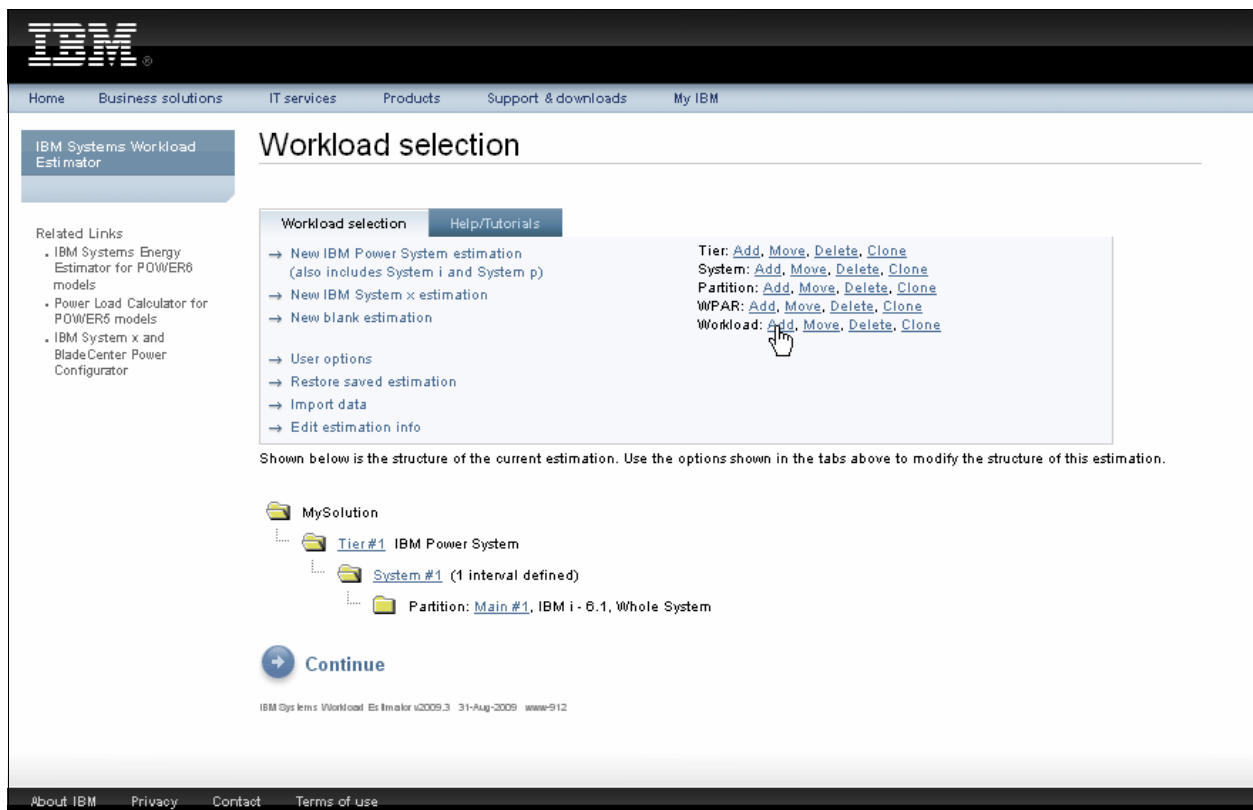 IBM ®
Home Business solutions IT services Products Support & downloads My IBM
IBM Systems Workload
Estimator
Related Links
. IBM Systems Energy
Estimator for POWER6
models
. Power Load Calculator for
POWER5 models
. IBM System x and
BladeCenter Power
Configurator
Workload selection
Workload selection Help/Tutorials
→ New IBM Power System estimation
(also includes System i and System p)
→ New IBM System x estimation
→ New blank estimation
→ User options
→ Restore saved estimation
→ Import data
→ Edit estimation info
Tier: Add, Move, Delete, Clone
System: Add, Move, Delete, Clone
Partition: Add, Move, Delete, Clone
WPAR: Add, Move, Delete, Clone
Workload: Add, Move, Delete, Clone
Shown below is the structure of the current estimation. Use the options shown in the tabs above to modify the structure of this estimation.
MySolution
Tier #1 IBM Power System
System #1 (1 interval defined)
Partition: Main #1, IBM i - 6.1, Whole System
Continue
IBM Systems Workload Estimator v2009.3 31-Aug-2009 www-912
About IBM Privacy Contact Terms of use